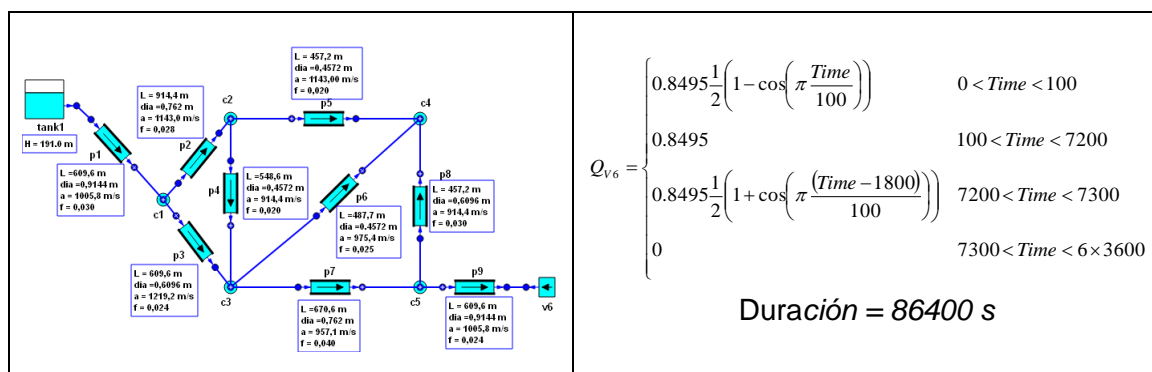 tank1
H = 191.0 m
p1
L = 609,6 m
dia =0,9144 m
a = 1005,8 m/s
f = 0,030
L = 914,4 m
dia =0,762 m
a = 1143,0 m/s
f = 0,028
p2
c1
p3
L = 609,6 m
dia =0,6096 m
a = 1219,2 m/s
f = 0,024
c2
L = 457,2 m
dia =0,4572 m
a = 1143,00 m/s
f = 0,020
p5
c4
p4
L =548,6 m
dia =0,4572 m
a = 914,4 m/s
f = 0,020
p6
L =487,7 m
dia =0.4572 m
a = 975,4 m/s
f = 0,025
p8
L =457,2 m
dia =0,6096 m
a = 914,4 m/s
f = 0,030
c3
p7
L =670,6 m
dia =0,762 m
a = 957,1 m/s
f = 0,040
c5
p9
L = 609,6 m
dia =0,9144 m
a = 1005,8 m/s
f = 0,024
v6
Q_{V6} = {
0.8495 1/2 (1 − cos(π Time/100)) 0 < Time < 100
0.8495 100 < Time < 7200
0.8495 1/2 (1 + cos(π (Time − 1800)/100)) 7200 < Time < 7300
0 7300 < Time < 6 × 3600
Duración = 86400 s